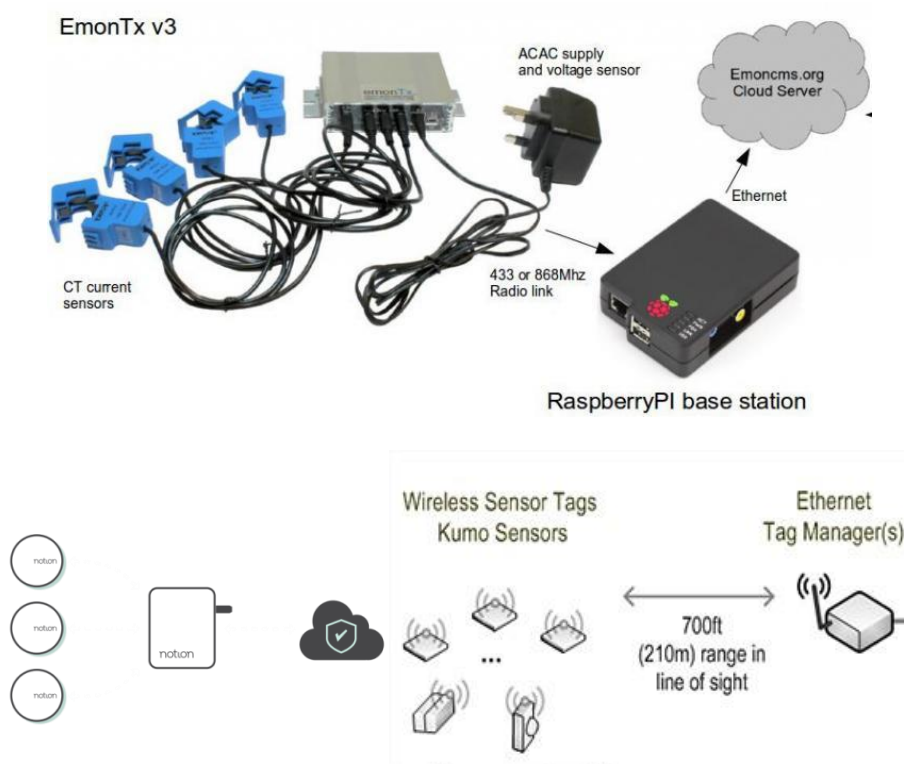 EmonTx v3
ACAC supply
and voltage sensor
Emoncms.org
Cloud Server
emonTx
Ethernet
CT current
sensors
433 or 868Mhz
Radio link
RaspberryPI base station
Wireless Sensor Tags
Kumo Sensors
Ethernet
Tag Manager(s)
notion
notion
notion
notion
700ft
(210m) range in
line of sight
...